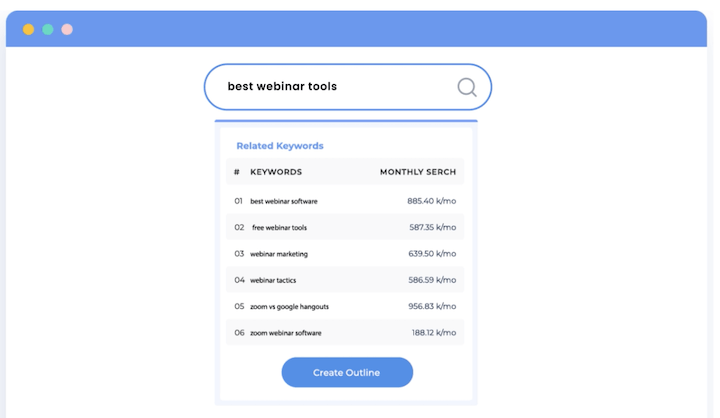 best webinar tools
Related Keywords
# KEYWORDS MONTHLY SERCH
01 best webinar software 885.40 k/mo
02 free webinar tools 587.35 k/mo
03 webinar marketing 639.50 k/mo
04 webinar tactics 586.59 k/mo
05 zoom vs google hangouts 956.83 k/mo
06 zoom webinar software 188.12 k/mo
Create Outline